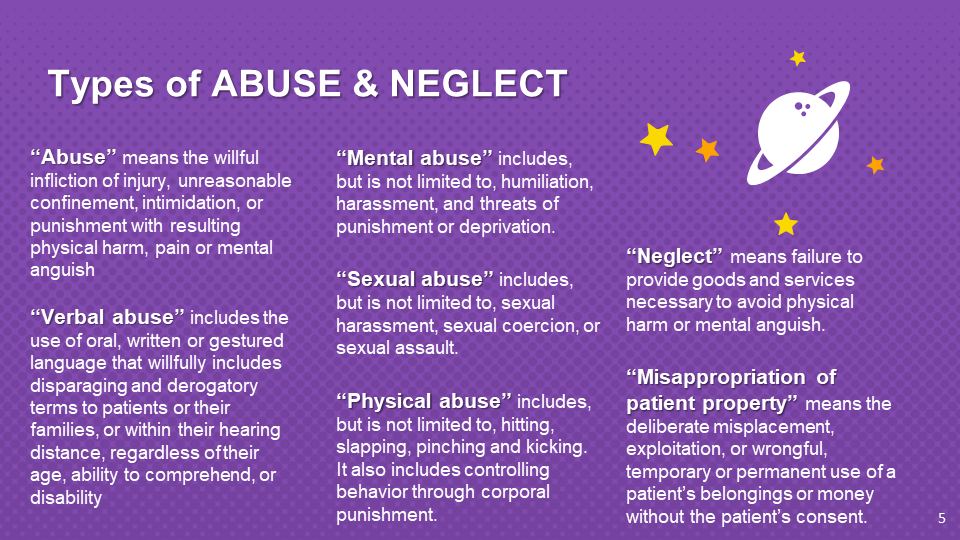 Types of ABUSE & NEGLECT
“Abuse” means the willful
infliction of injury, unreasonable
confinement, intimidation, or
punishment with resulting
physical harm, pain or mental
anguish
“Verbal abuse” includes the
use of oral, written or gestured
language that willfully includes
disparaging and derogatory
terms to patients or their
families, or within their hearing
distance, regardless of their
age, ability to comprehend, or
disability
“Mental abuse” includes,
but is not limited to, humiliation,
harassment, and threats of
punishment or deprivation.
“Sexual abuse” includes,
but is not limited to, sexual
harassment, sexual coercion, or
sexual assault.
“Physical abuse” includes,
but is not limited to, hitting,
slapping, pinching and kicking.
It also includes controlling
behavior through corporal
punishment.
“Neglect” means failure to
provide goods and services
necessary to avoid physical
harm or mental anguish.
“Misappropriation of
patient property” means the
deliberate misplacement,
exploitation, or wrongful,
temporary or permanent use of a
patient’s belongings or money
without the patient’s consent.
5